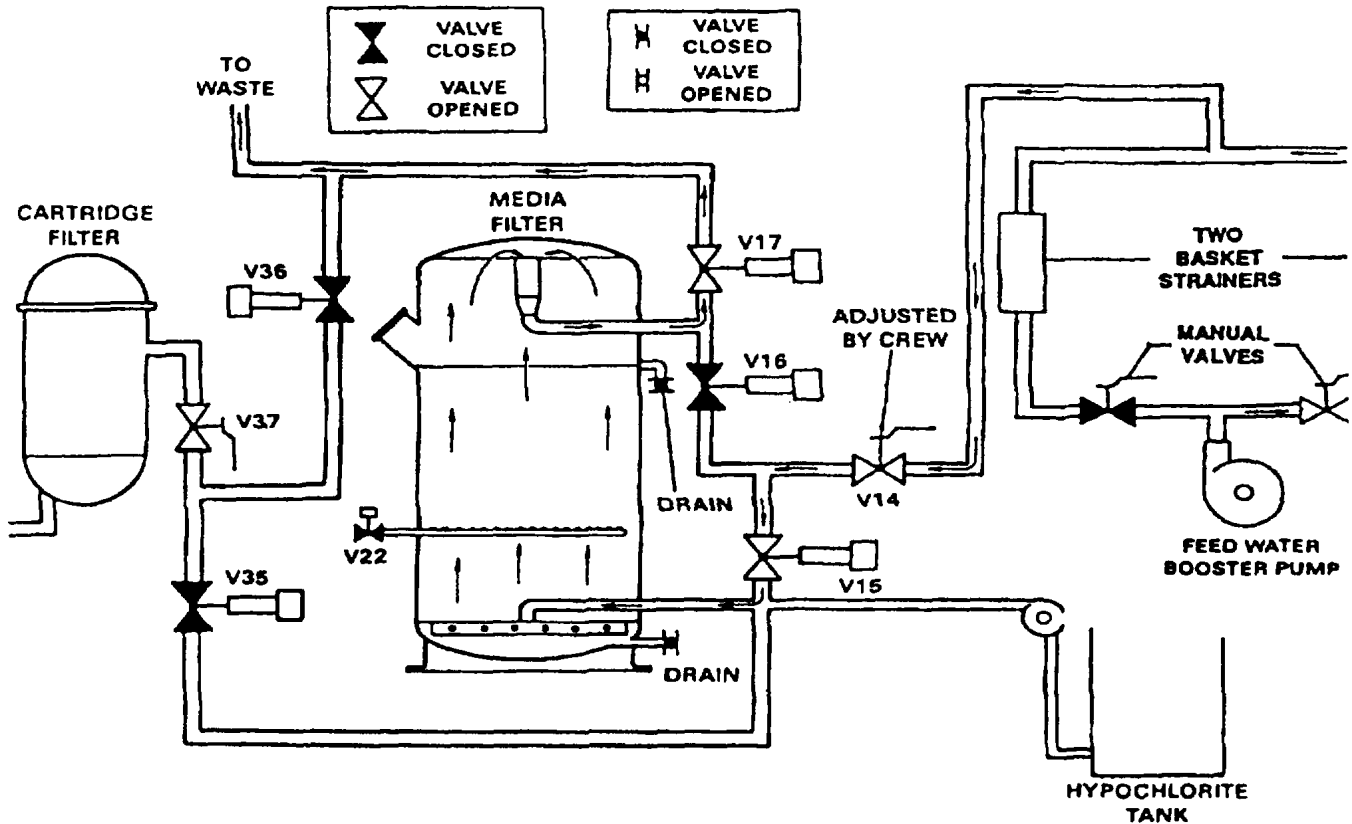 VALVE
CLOSED
VALVE
OPENED
VALVE
CLOSED
VALVE
OPENED
TO
WASTE
CARTRIDGE
FILTER
MEDIA
FILTER
V36
V17
TWO
BASKET
STRAINERS
ADJUSTED
BY CREW
MANUAL
VALVES
V16
V37
V14
DRAIN
V22
FEED WATER
BOOSTER PUMP
V35
V15
DRAIN
HYPOCHLORITE
TANK